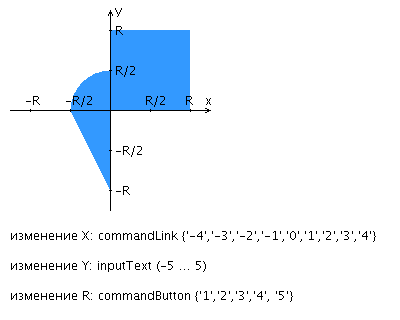 y
R
R/2
-R
-R/2
R/2
R
x
-R/2
-R
изменение X: commandLink {'-4','-3','-2','-1','0','1','2','3','4'}
изменение Y: inputText (-5 ... 5)
изменение R: commandButton {'1','2','3','4', '5'}